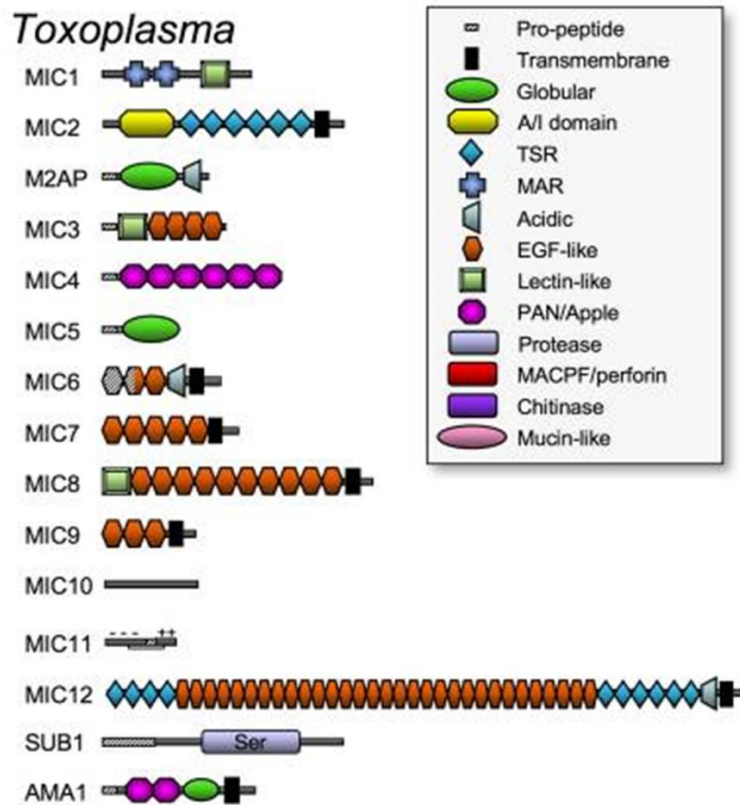 Toxoplasma
MIC1
MIC2
M2AP
MIC3
MIC4
MIC5
MIC6
MIC7
MIC8
MIC9
MIC10
MIC11
- - - ++
MIC12
SUB1
Ser
AMA1
Pro-peptide
Transmembrane
Globular
A/I domain
TSR
MAR
Acidic
EGF-like
Lectin-like
PAN/Apple
Protease
MACPF/perforin
Chitinase
Mucin-like